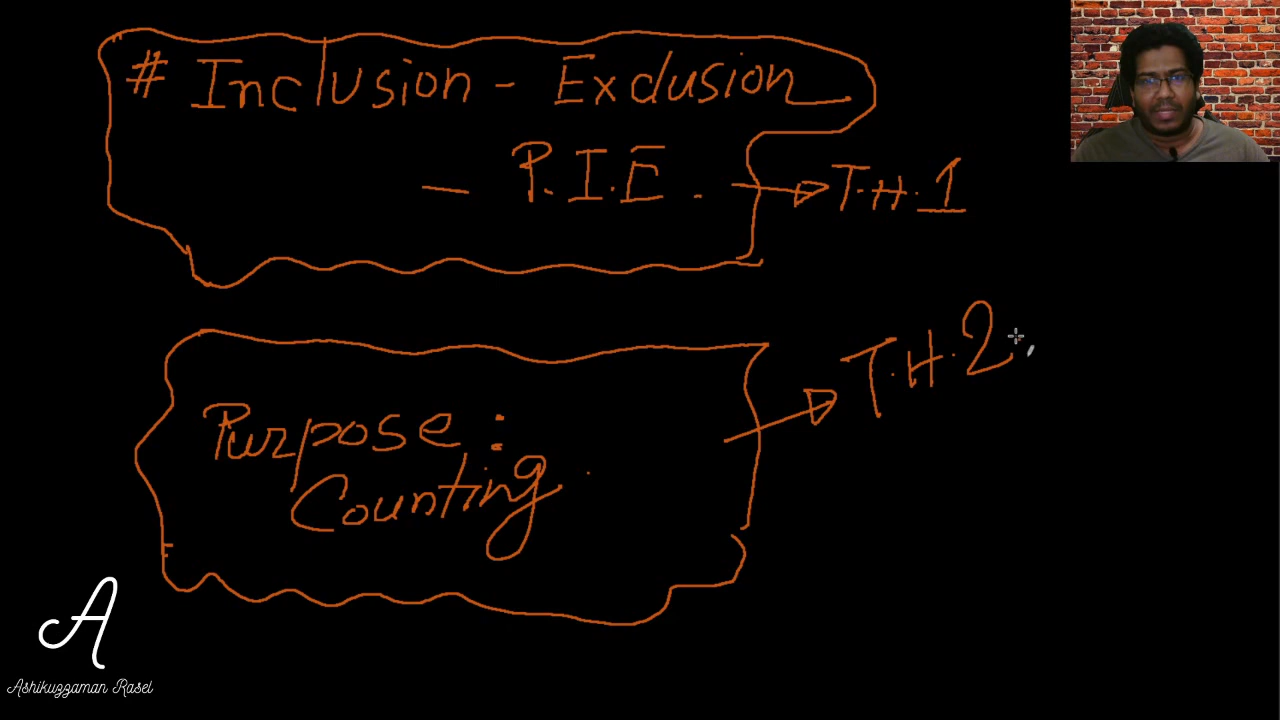 # Inclusion - Exclusion
- P.I.E. → T.H.1
T.H.2
Purpose:
Counting
A
Ashikuzzaman Rasel